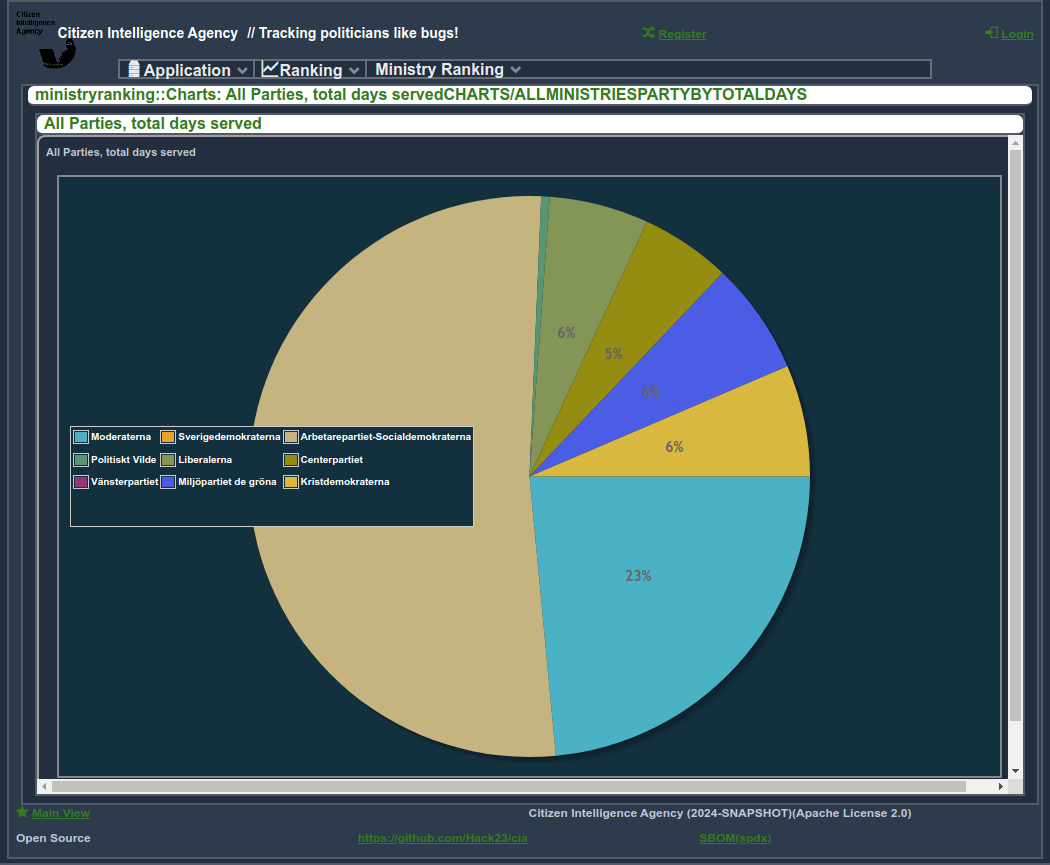 Citizen
Intelligence
Agency
Citizen Intelligence Agency // Tracking politicians like bugs!
Register
Login
Application
Ranking
Ministry Ranking
ministryranking::Charts: All Parties, total days servedCHARTS/ALLMINISTRIESPARTYBYTOTALDAYS
All Parties, total days served
All Parties, total days served
6%
5%
6%
6%
23%
Moderaterna Sverigedemokraterna Arbetarepartiet-Socialdemokraterna
Politiskt Vilde Liberalerna Centerpartiet
Vänsterpartiet Miljöpartiet de gröna Kristdemokraterna
Main View
Citizen Intelligence Agency (2024-SNAPSHOT)(Apache License 2.0)
Open Source
https://github.com/Hack23/cia
SBOM(spdx)